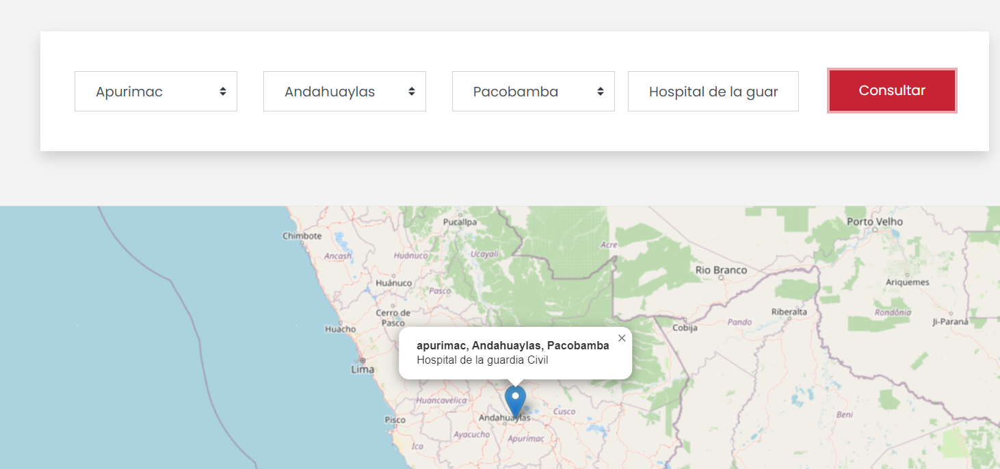 Apurimac
Andahuaylas
Pacobamba
Hospital de la guar
Consultar
Pucallpa
Porto Velho
Chimbote
Acre
Ancash
Huánuco
Ucayali
Rio Branco
Huánuco
Ariquemes
Pasco
Cerro de
Pasco
Riberalta
Rondônia
Pando
Ji-Paraná
Huacho
Cobija
apurimac, Andahuaylas, Pacobamba
×
Hospital de la guardia Civil
Lima
Huancavelica
Cusco
Pisco
Andahuaylas
Beni
Ayacucho
Apurímac
Ica